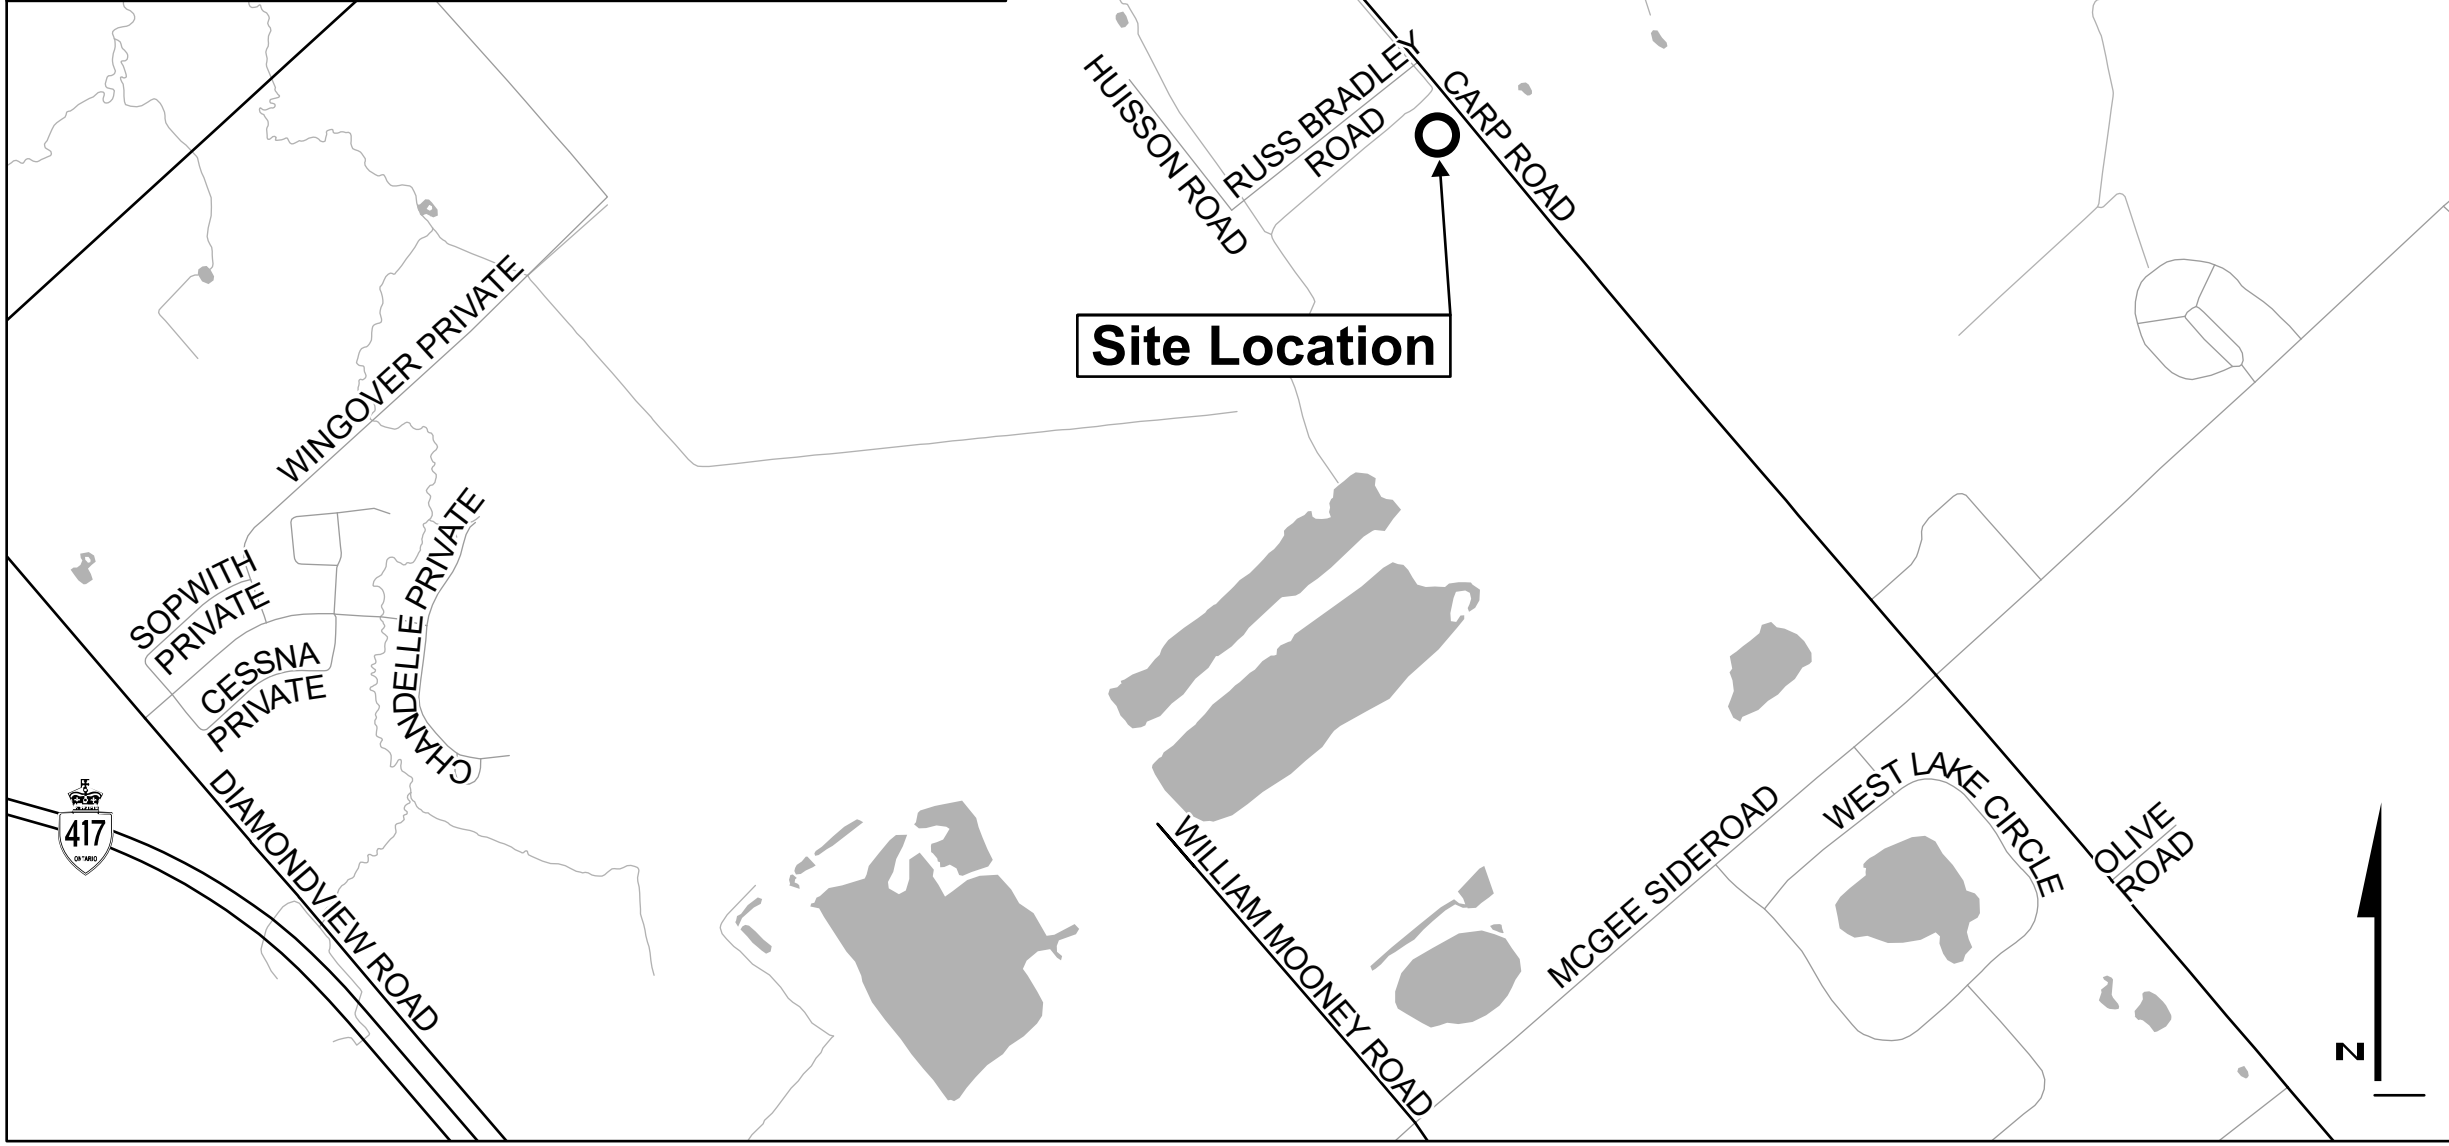 HUISSON ROAD
RUSS BRADLEY
ROAD
CARP ROAD
WINGOVER PRIVATE
Site Location
CHANDELLE PRIVATE
SOPWITH
PRIVATE
CESSNA
PRIVATE
417
ONTARIO
DIAMONDVIEW ROAD
WILLIAM MOONEY ROAD
MCGEE SIDEROAD
WEST LAKE CIRCLE
OLIVE
ROAD
N